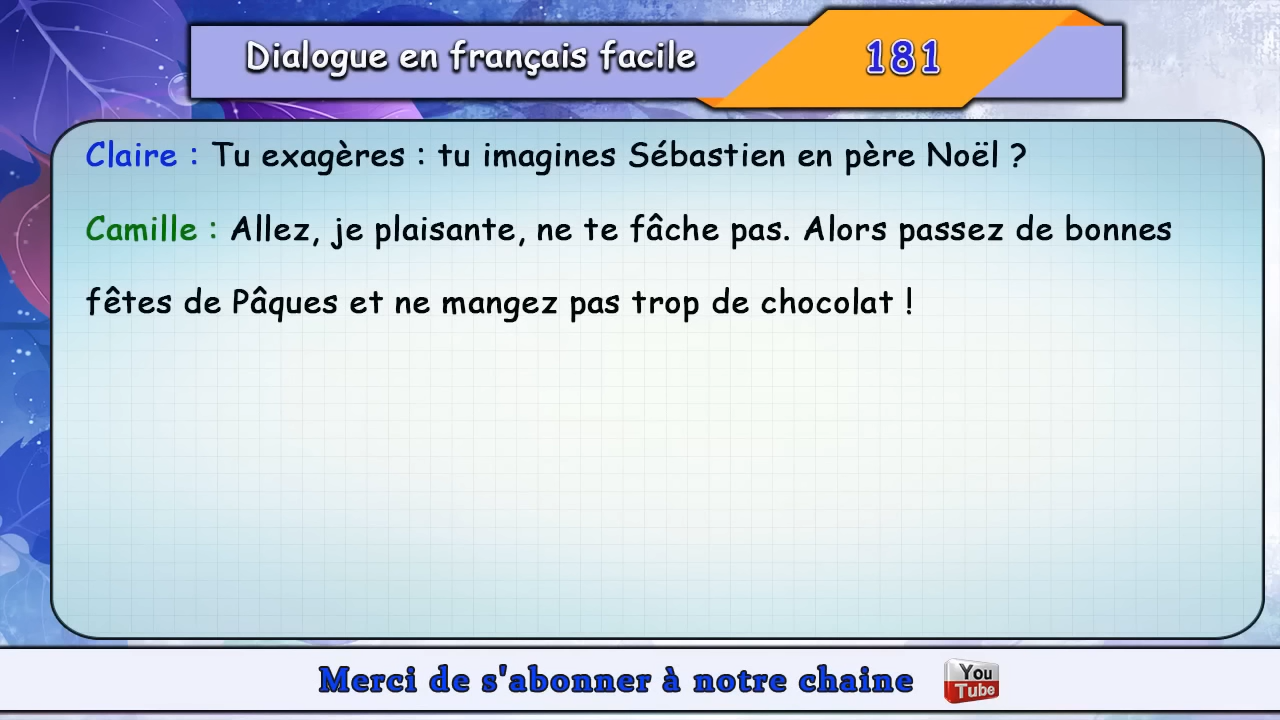 Dialogue en français facile
181
Claire : Tu exagères : tu imagines Sébastien en père Noël ?
Camille : Allez, je plaisante, ne te fâche pas. Alors passez de bonnes
fêtes de Pâques et ne mangez pas trop de chocolat !
Merci de s'abonner à notre chaine
You
Tube